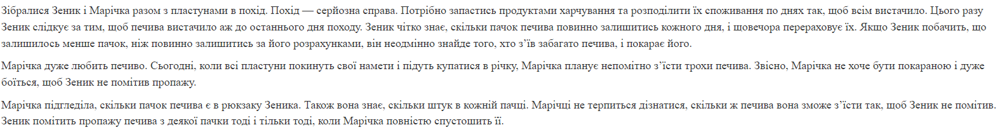 Зібралися Зеник і Марічка разом з пластунами в похід. Похід — серйозна справа. Потрібно запастись продуктами харчування та розподілити їх споживання по днях так, щоб всім вистачило. Цього разу
Зеник слідкує за тим, щоб печива вистачило аж до останнього дня походу. Зеник чітко знає, скільки пачок печива повинно залишитись кожного дня, і щовечора перераховує їх. Якщо Зеник побачить, що
залишилось менше пачок, ніж повинно залишитись за його розрахунками, він неодмінно знайде того, хто з’їв забагато печива, і покарає його.
Марічка дуже любить печиво. Сьогодні, коли всі пластуни покинуть свої намети і підуть купатися в річку, Марічка планує непомітно з’їсти трохи печива. Звісно, Марічка не хоче бути покараною і дуже
боїться, щоб Зеник не помітив пропажу.
Марічка підгледіла, скільки пачок печива є в рюкзаку Зеника. Також вона знає, скільки штук в кожній пачці. Марічці не терпиться дізнатися, скільки ж печива вона зможе з’їсти так, щоб Зеник не помітив.
Зеник помітить пропажу печива з деякої пачки тоді і тільки тоді, коли Марічка повністю спустошить її.